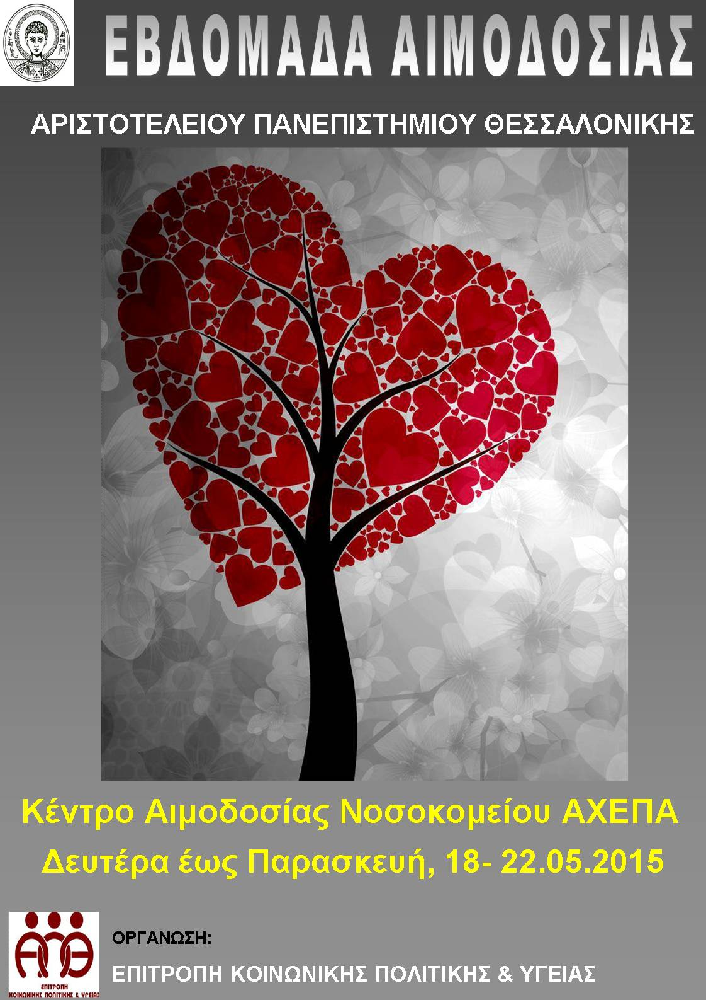 ΕΒΔΟΜΑΔΑ ΑΙΜΟΔΟΣΙΑΣ
ΑΡΙΣΤΟΤΕΛΕΙΟΥ ΠΑΝΕΠΙΣΤΗΜΙΟΥ ΘΕΣΣΑΛΟΝΙΚΗΣ
Κέντρο Αιμοδοσίας Νοσοκομείου ΑΧΕΠΑ
Δευτέρα έως Παρασκευή, 18- 22.05.2015
ΟΡΓΑΝΩΣΗ:
ΕΠΙΤΡΟΠΗ ΚΟΙΝΩΝΙΚΗΣ ΠΟΛΙΤΙΚΗΣ & ΥΓΕΙΑΣ
ΑΠΘ
ΕΠΙΤΡΟΠΗ
ΚΟΙΝΩΝΙΚΗΣ ΠΟΛΙΤΙΚΗΣ & ΥΓΕΙΑΣ